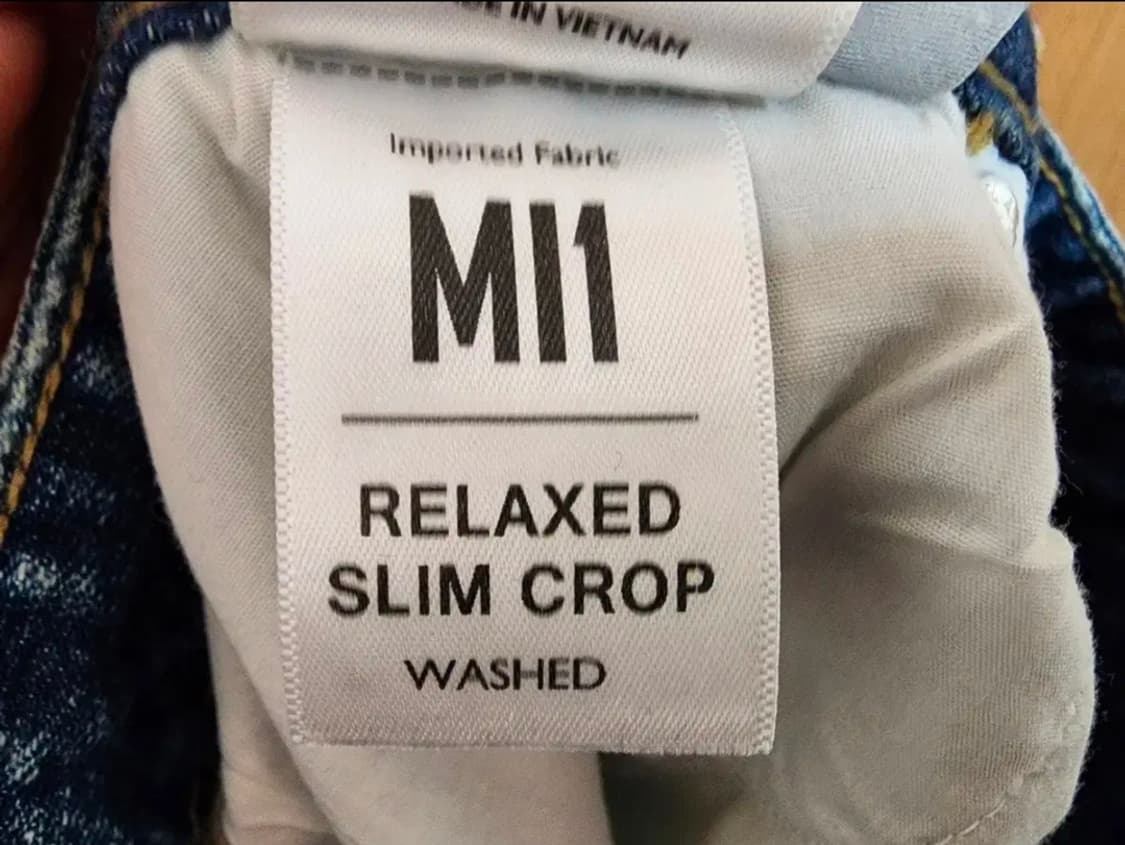 IN VIETNAM
Imported Fabric
MI1
RELAXED
SLIM CROP
WASHED